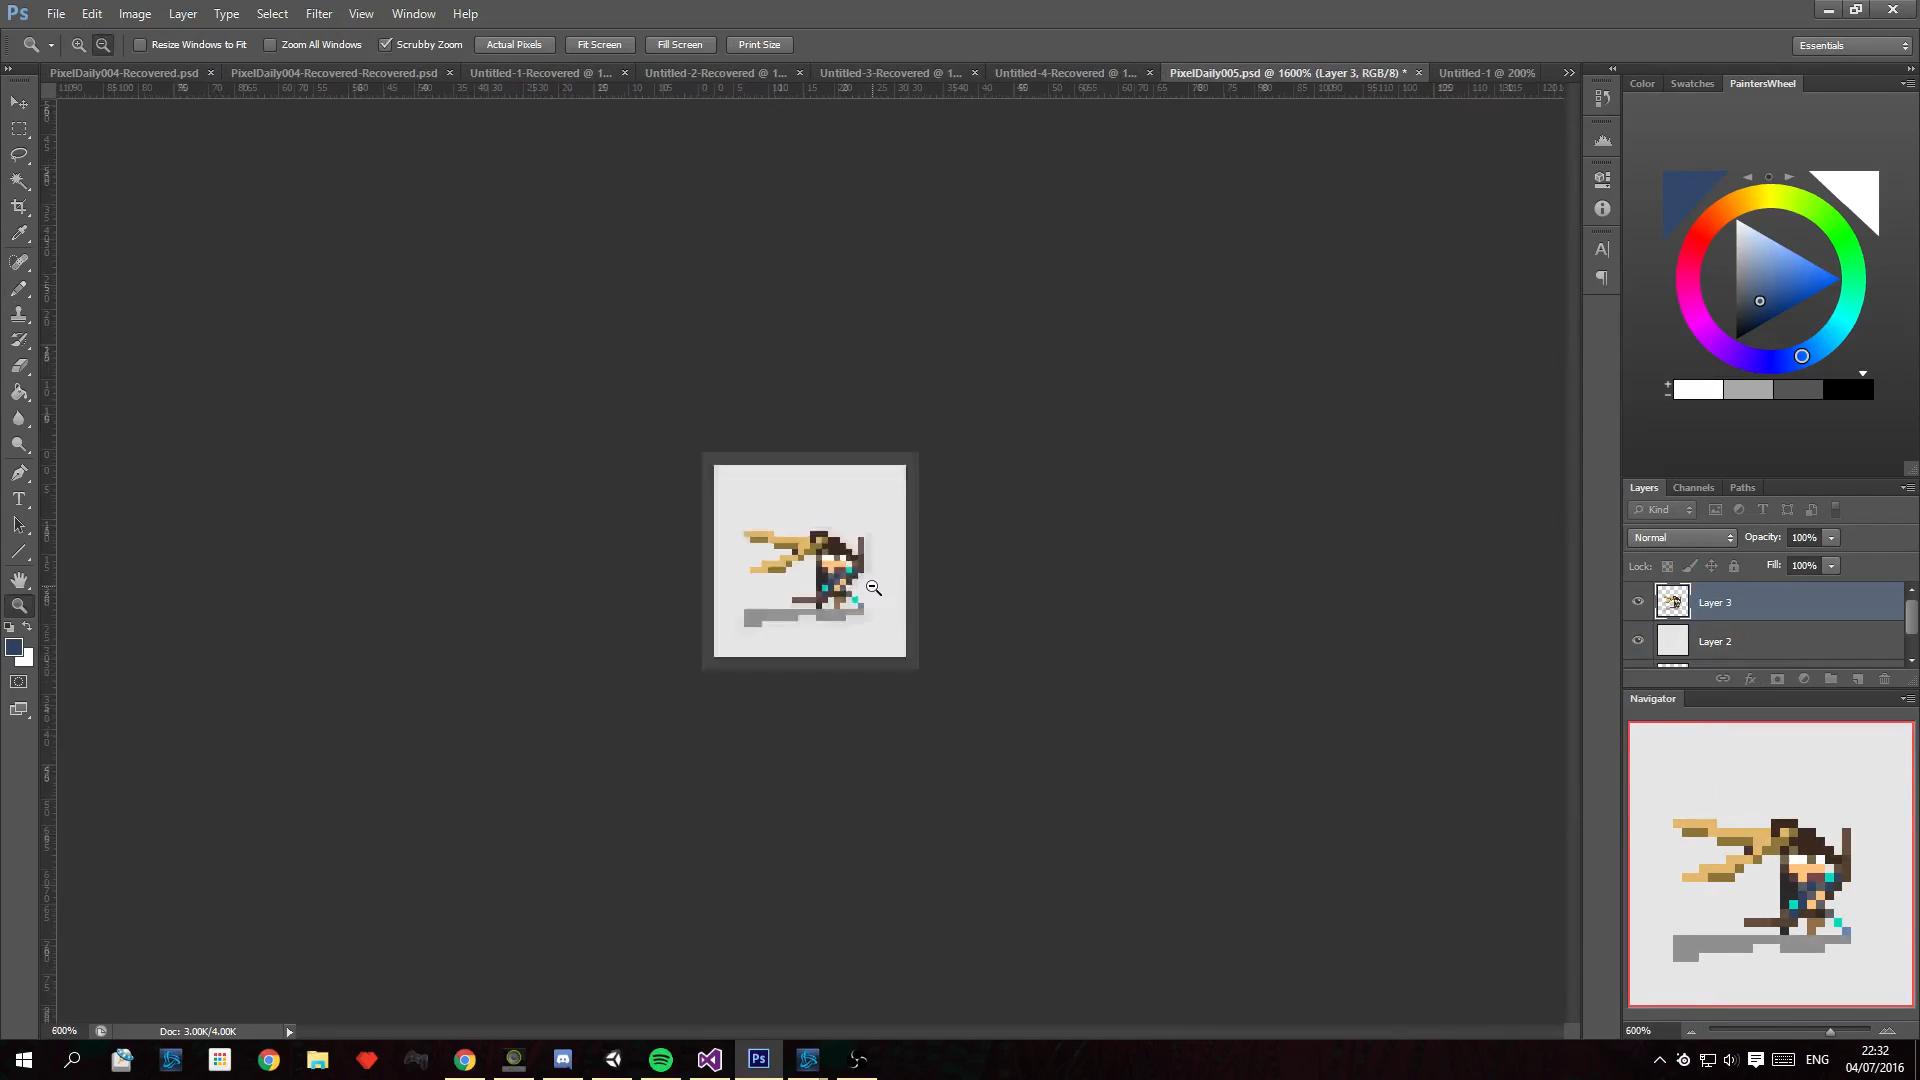 Ps File Edit Image Layer Type Select Filter View Window Help
Resize Windows to Fit Zoom All Windows Scrubby Zoom Actual Pixels Fit Screen Fill Screen Print Size Essentials
PixelDaily004-Recovered.psd × PixelDaily004-Recovered-Recovered.psd × Untitled-1-Recovered @ 1... × Untitled-2-Recovered @ 1... × Untitled-3-Recovered @ 1... × Untitled-4-Recovered @ 1... × PixelDaily005.psd @ 1600% (Layer 3, RGB/8) * × Untitled-1 @ 200%
Color Swatches PaintersWheel
Layers Channels Paths
Kind
Normal Opacity: 100%
Lock: Fill: 100%
Layer 3
Layer 2
Navigator
600% Doc: 3.00K/4.00K
600%
Ps ENG
22:32
04/07/2016